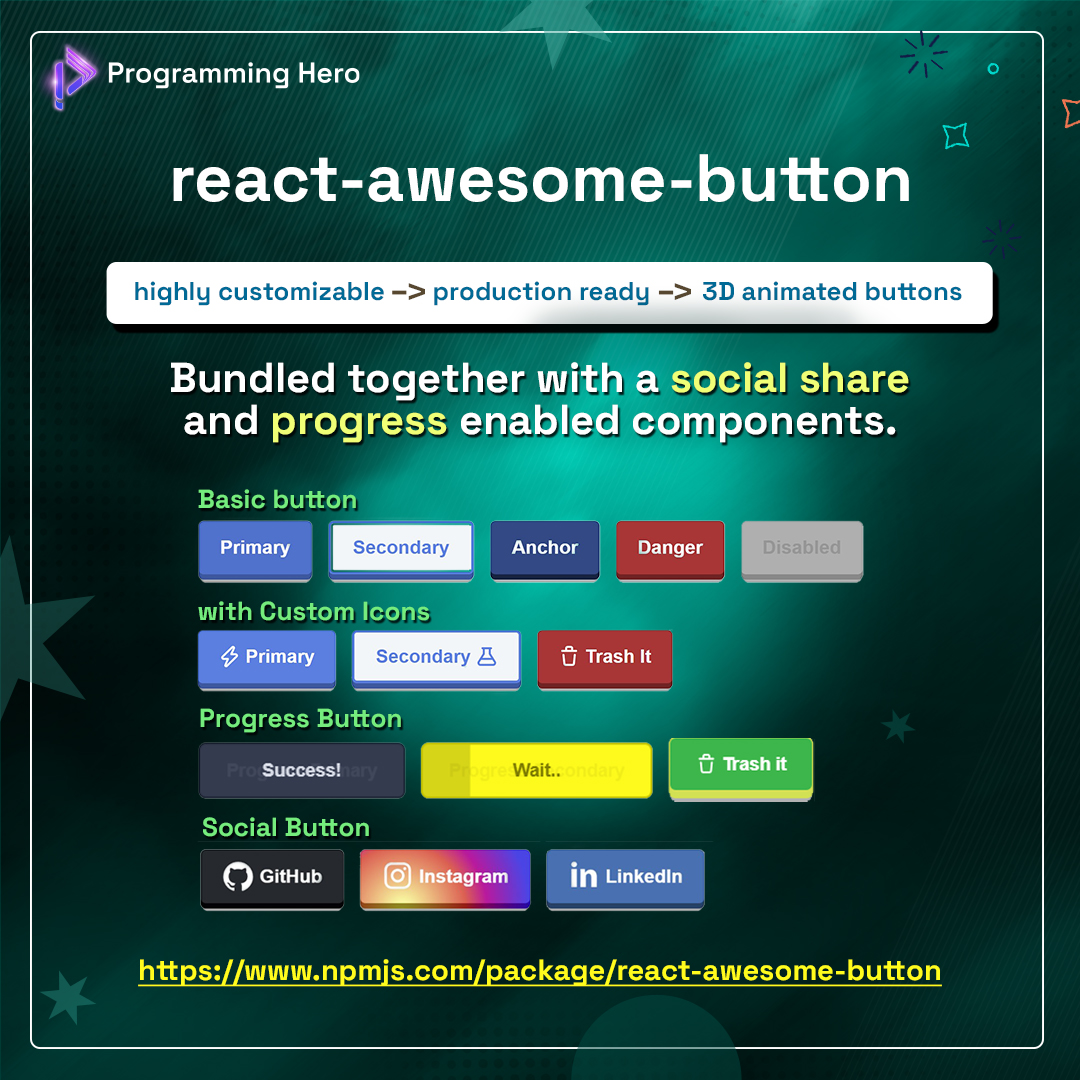 Programming Hero
react-awesome-button
highly customizable –> production ready –> 3D animated buttons
Bundled together with a social share
and progress enabled components.
Basic button
Primary Secondary Anchor Danger Disabled
with Custom Icons
Primary Secondary Trash It
Progress Button
Success! Wait.. Trash it
Social Button
GitHub Instagram LinkedIn
https://www.npmjs.com/package/react-awesome-button